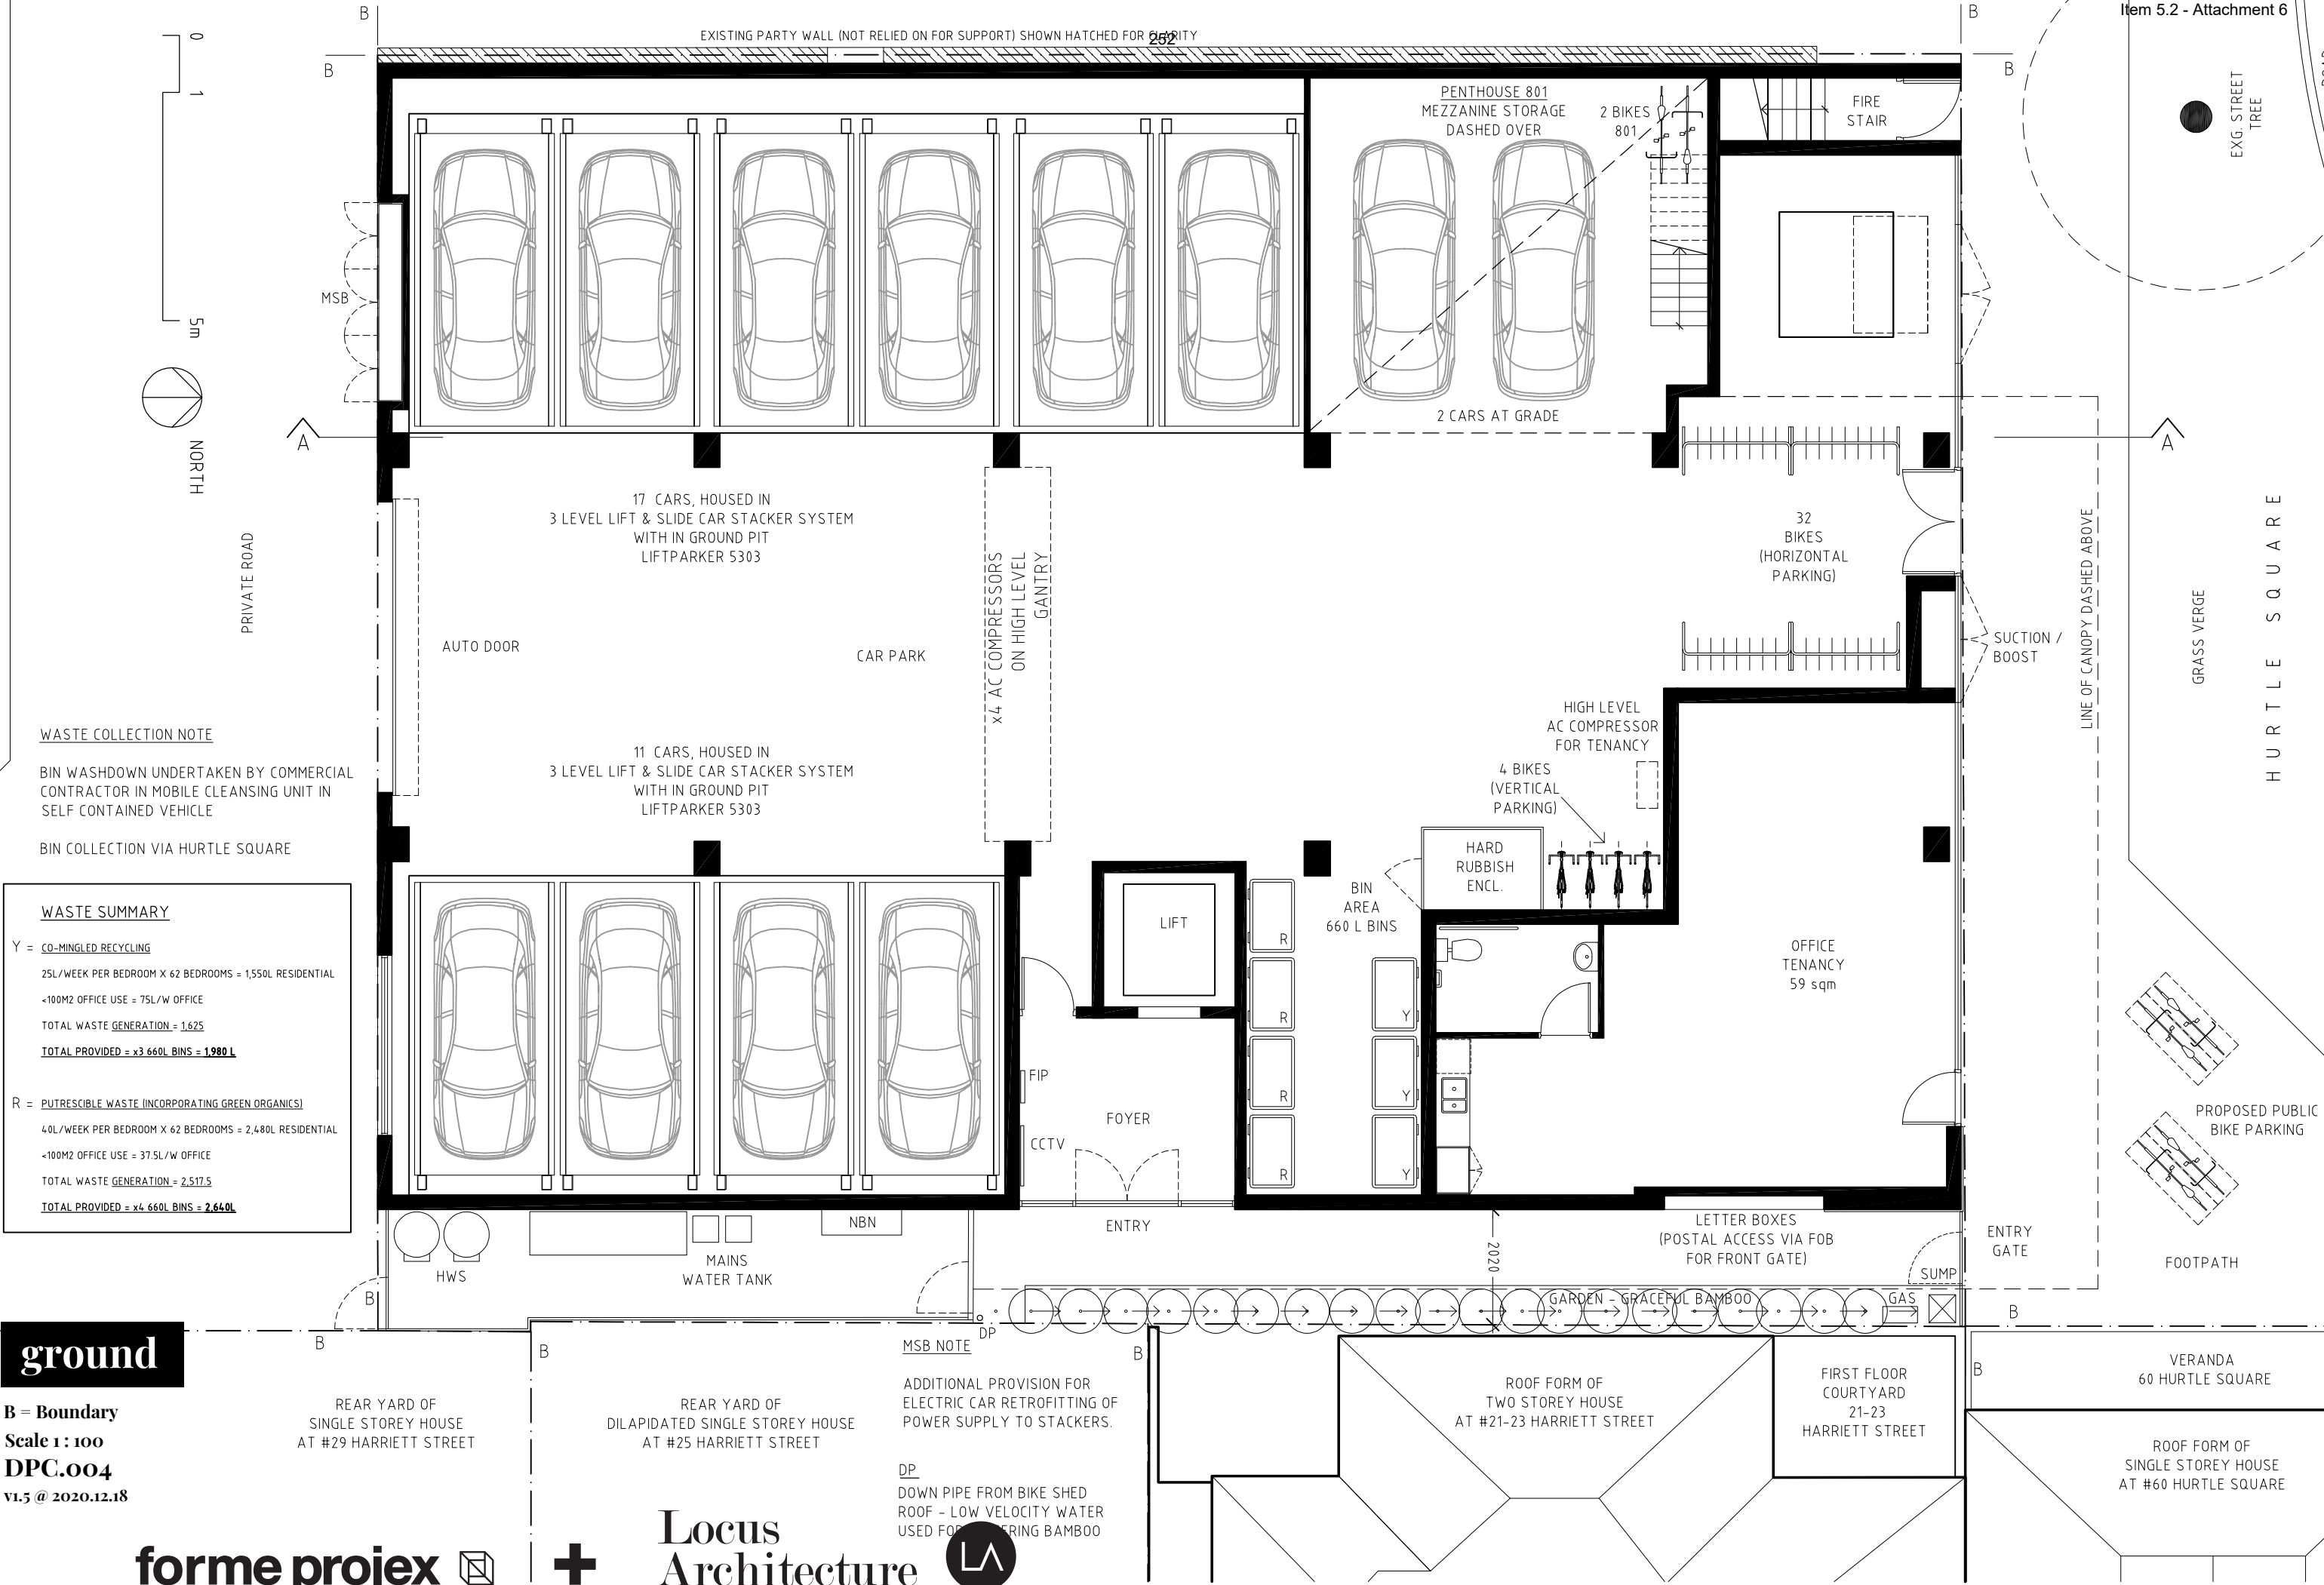 Item 5.2 - Attachment 6
EXISTING PARTY WALL (NOT RELIED ON FOR SUPPORT) SHOWN HATCHED FOR CLARITY
252
B
B
B
B
0
1
5m
NORTH
MSB
A
A
PRIVATE ROAD
PENTHOUSE 801
MEZZANINE STORAGE
DASHED OVER
2 BIKES
801
2 CARS AT GRADE
FIRE
STAIR
EXG. STREET
TREE
17 CARS, HOUSED IN
3 LEVEL LIFT & SLIDE CAR STACKER SYSTEM
WITH IN GROUND PIT
LIFTPARKER 5303
AUTO DOOR
CAR PARK
x4 AC COMPRESSORS
ON HIGH LEVEL
GANTRY
11 CARS, HOUSED IN
3 LEVEL LIFT & SLIDE CAR STACKER SYSTEM
WITH IN GROUND PIT
LIFTPARKER 5303
32
BIKES
(HORIZONTAL
PARKING)
SUCTION /
BOOST
LINE OF CANOPY DASHED ABOVE
GRASS VERGE
HURTLE SQUARE
HIGH LEVEL
AC COMPRESSOR
FOR TENANCY
4 BIKES
(VERTICAL
PARKING)
HARD
RUBBISH
ENCL.
BIN
AREA
660 L BINS
LIFT
R
R
R
R
Y
Y
Y
FIP
CCTV
FOYER
ENTRY
OFFICE
TENANCY
59 sqm
PROPOSED PUBLIC
BIKE PARKING
WASTE COLLECTION NOTE
BIN WASHDOWN UNDERTAKEN BY COMMERCIAL
CONTRACTOR IN MOBILE CLEANSING UNIT IN
SELF CONTAINED VEHICLE
BIN COLLECTION VIA HURTLE SQUARE
WASTE SUMMARY
Y = CO-MINGLED RECYCLING
25L/WEEK PER BEDROOM X 62 BEDROOMS = 1,550L RESIDENTIAL
<100M2 OFFICE USE = 75L/W OFFICE
TOTAL WASTE GENERATION = 1,625
TOTAL PROVIDED = x3 660L BINS = 1,980 L
R = PUTRESCIBLE WASTE (INCORPORATING GREEN ORGANICS)
40L/WEEK PER BEDROOM X 62 BEDROOMS = 2,480L RESIDENTIAL
<100M2 OFFICE USE = 37.5L/W OFFICE
TOTAL WASTE GENERATION = 2,517.5
TOTAL PROVIDED = x4 660L BINS = 2,640L
HWS
MAINS
WATER TANK
NBN
2020
LETTER BOXES
(POSTAL ACCESS VIA FOB
FOR FRONT GATE)
ENTRY
GATE
FOOTPATH
SUMP
GAS
GARDEN - GRACEFUL BAMBOO
DP
B
B
B
B
B
B
ground
B = Boundary
Scale 1 : 100
DPC.004
v1.5 @ 2020.12.18
REAR YARD OF
SINGLE STOREY HOUSE
AT #29 HARRIETT STREET
REAR YARD OF
DILAPIDATED SINGLE STOREY HOUSE
AT #25 HARRIETT STREET
MSB NOTE
ADDITIONAL PROVISION FOR
ELECTRIC CAR RETROFITTING OF
POWER SUPPLY TO STACKERS.
DP
DOWN PIPE FROM BIKE SHED
ROOF - LOW VELOCITY WATER
USED BAMBOO
ROOF FORM OF
TWO STOREY HOUSE
AT #21-23 HARRIETT STREET
FIRST FLOOR
COURTYARD
21-23
HARRIETT STREET
VERANDA
60 HURTLE SQUARE
ROOF FORM OF
SINGLE STOREY HOUSE
AT #60 HURTLE SQUARE
forme projex
+
Locus
Architecture
LA